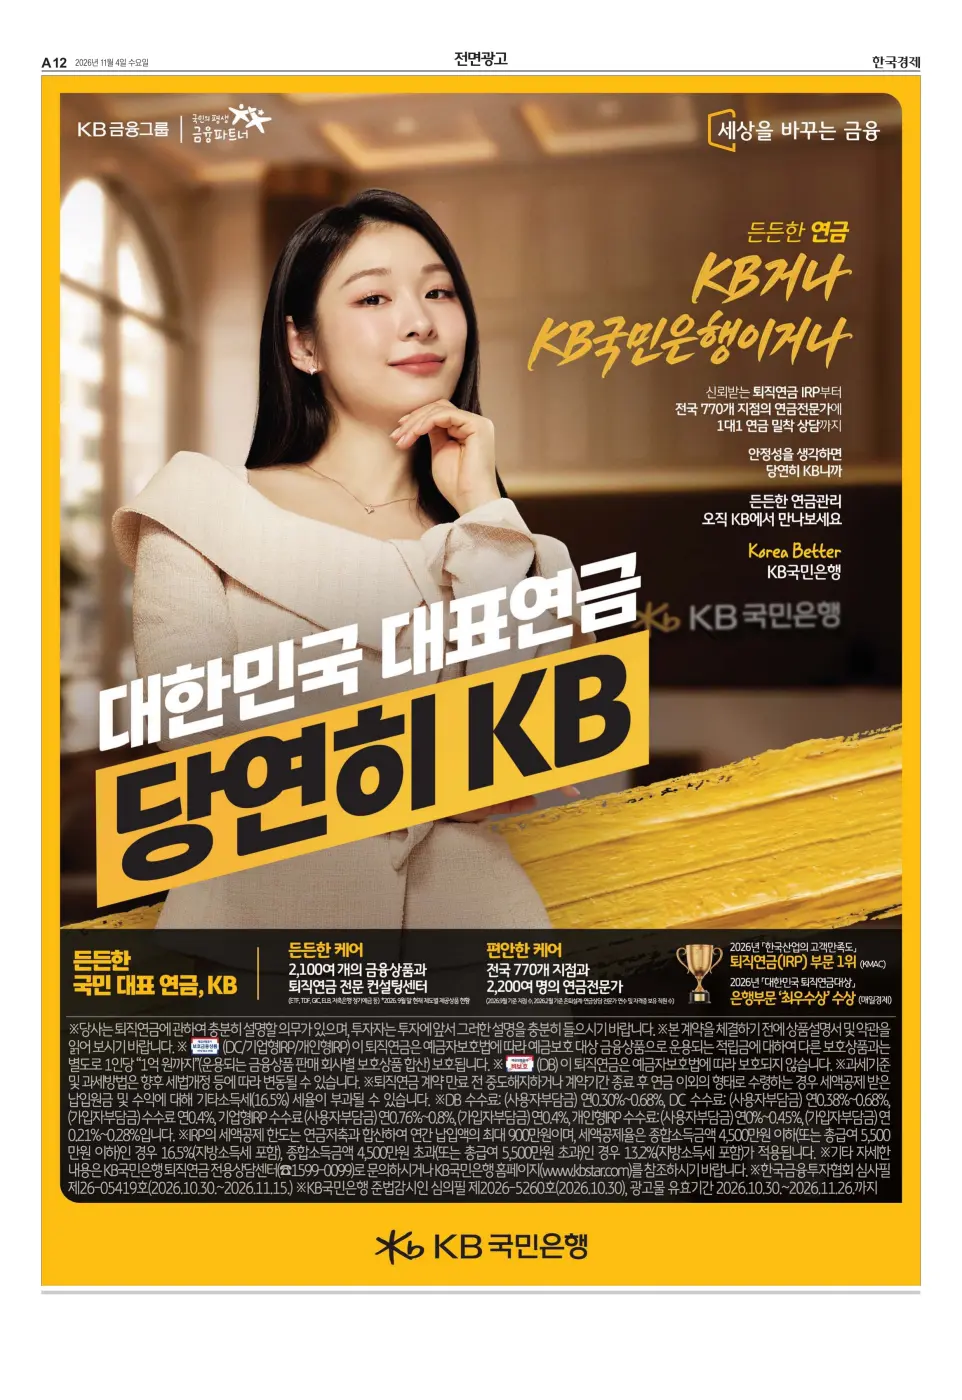 A12 2026년 11월 4일 수요일
전면광고
한국경제
KB금융그룹
국민의 평생
금융파트너
세상을 바꾸는 금융
든든한 연금
KB거나
KB국민은행이거나
신뢰받는 퇴직연금 IRP부터
전국 770개 지점의 연금전문가에
1대1 연금 밀착 상담까지
안정성을 생각하면
당연히 KB니까
든든한 연금관리
오직 KB에서 만나보세요
Korea Better
KB국민은행
KB 국민은행
대한민국 대표연금
당연히 KB
든든한
국민 대표 연금, KB
든든한 케어
2,100여 개의 금융상품과
퇴직연금 전문 컨설팅센터
(ETF, TDF, GIC, ELB, 저축은행 정기예금 등) *2026. 9월 말 현재 제도별 제공상품 현황
편안한 케어
전국 770개 지점과
2,200여 명의 연금전문가
2026년 「한국산업의 고객만족도」
퇴직연금(IRP) 부문 1위 (KMAC)
2026년 「대한민국 퇴직연금대상」
은행부문 '최우수상' 수상 (매일경제)
※당사는 퇴직연금에 관하여 충분히 설명할 의무가 있으며, 투자자는 투자에 앞서 그러한 설명을 충분히 들으시기 바랍니다. ※본 계약을 체결하기 전에 상품설명서 및 약관을
읽어 보시기 바랍니다. ※ (DC/기업형IRP/개인형IRP) 이 퇴직연금은 예금자보호법에 따라 예금보호 대상 금융상품으로 운용되는 적립금에 대하여 다른 보호상품과는
별도로 1인당 "1억 원까지"(운용되는 금융상품 판매 회사별 보호상품 합산) 보호됩니다. ※ (DB) 이 퇴직연금은 예금자보호법에 따라 보호되지 않습니다. ※과세기준
및 과세방법은 향후 세법개정 등에 따라 변동될 수 있습니다. ※퇴직연금 계약 만료 전 중도해지하거나 계약기간 종료 후 연금 이외의 형태로 수령하는 경우 세액공제 받은
납입원금 및 수익에 대해 기타소득세(16.5%) 세율이 부과될 수 있습니다. ※DB 수수료: (사용자부담금) 연0.30%~0.68%, DC 수수료: (사용자부담금) 연0.38%~0.68%,
(가입자부담금) 수수료 연0.4%, 기업형IRP 수수료 (사용자부담금) 연0.76%~0.8%, (가입자부담금) 연0.4%, 개인형IRP 수수료: (사용자부담금) 연0%~0.45%, (가입자부담금) 연
0.21%~0.28%입니다. ※IRP의 세액공제 한도는 연금저축과 합산하여 연간 납입액의 최대 900만원이며, 세액공제율은 종합소득금액 4,500만원 이하(또는 총급여 5,500
만원 이하)인 경우 16.5%(지방소득세 포함), 종합소득금액 4,500만원 초과(또는 총급여 5,500만원 초과)인 경우 13.2%(지방소득세 포함)가 적용됩니다. ※기타 자세한
내용은 KB국민은행 퇴직연금 전용상담센터(☎1599-0099)로 문의하시거나 KB국민은행 홈페이지(www.kbstar.com)를 참조하시기 바랍니다. ※한국금융투자협회 심사필
제26-05419호(2026.10.30.~2026.11.15.) ※KB국민은행 준법감시인 심의필 제2026-5260호(2026.10.30), 광고물 유효기간 2026.10.30.~2026.11.26.까지
KB 국민은행